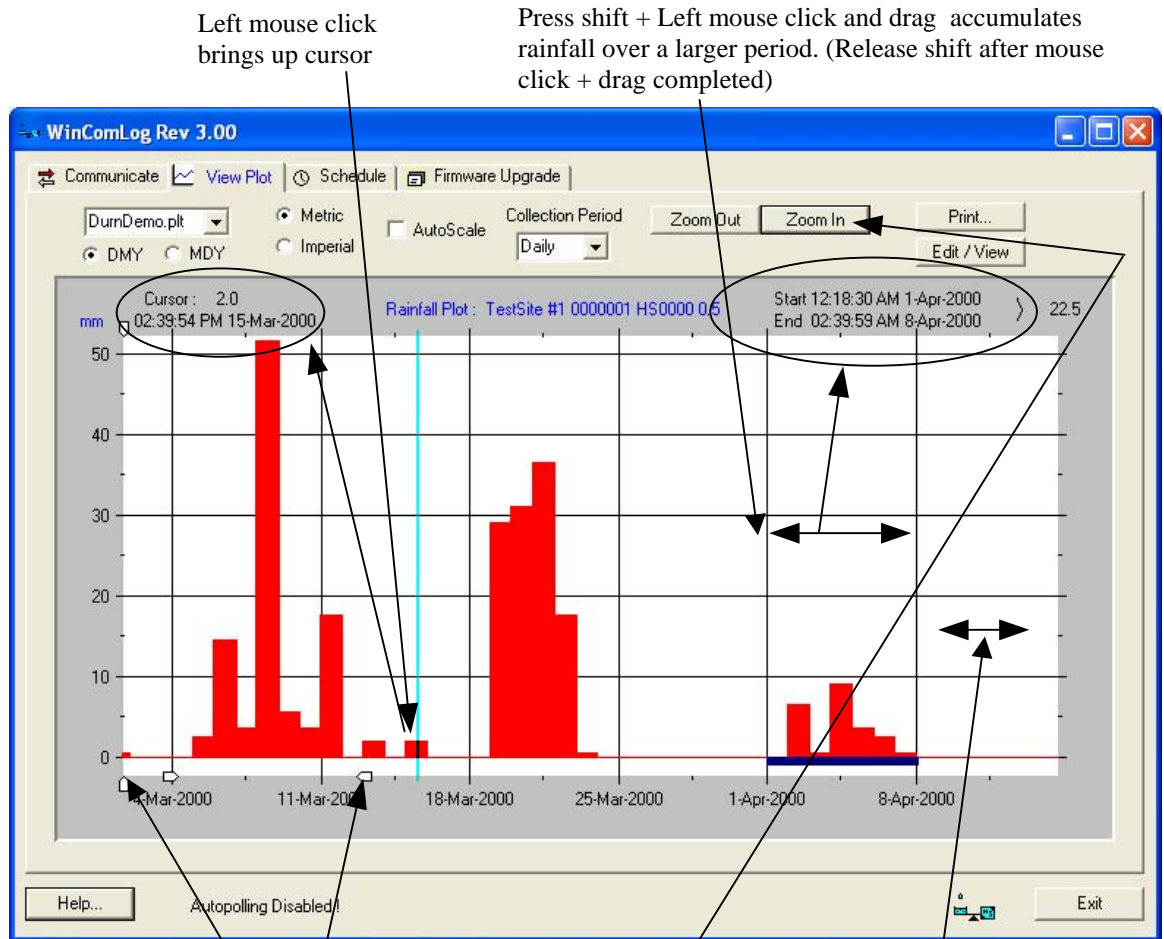 Left mouse click
brings up cursor
Press shift + Left mouse click and drag accumulates
rainfall over a larger period. (Release shift after mouse
click + drag completed)
WinComLog Rev 3.00
Communicate View Plot Schedule Firmware Upgrade
DurnDemo.plt
DMY MDY
Metric
Imperial
AutoScale
Collection Period
Daily
Zoom Out Zoom In
Print...
Edit / View
Cursor : 2.0
02:39:54 PM 15-Mar-2000
mm
Rainfall Plot : TestSite #1 0000001 HS0000 0.5
Start 12:18:30 AM 1-Apr-2000
End 02:39:59 AM 8-Apr-2000
> 22.5
50
40
30
20
10
0
4-Mar-2000 11-Mar-2000 18-Mar-2000 25-Mar-2000 1-Apr-2000 8-Apr-2000
Help... Autopolling Disabled ! Exit